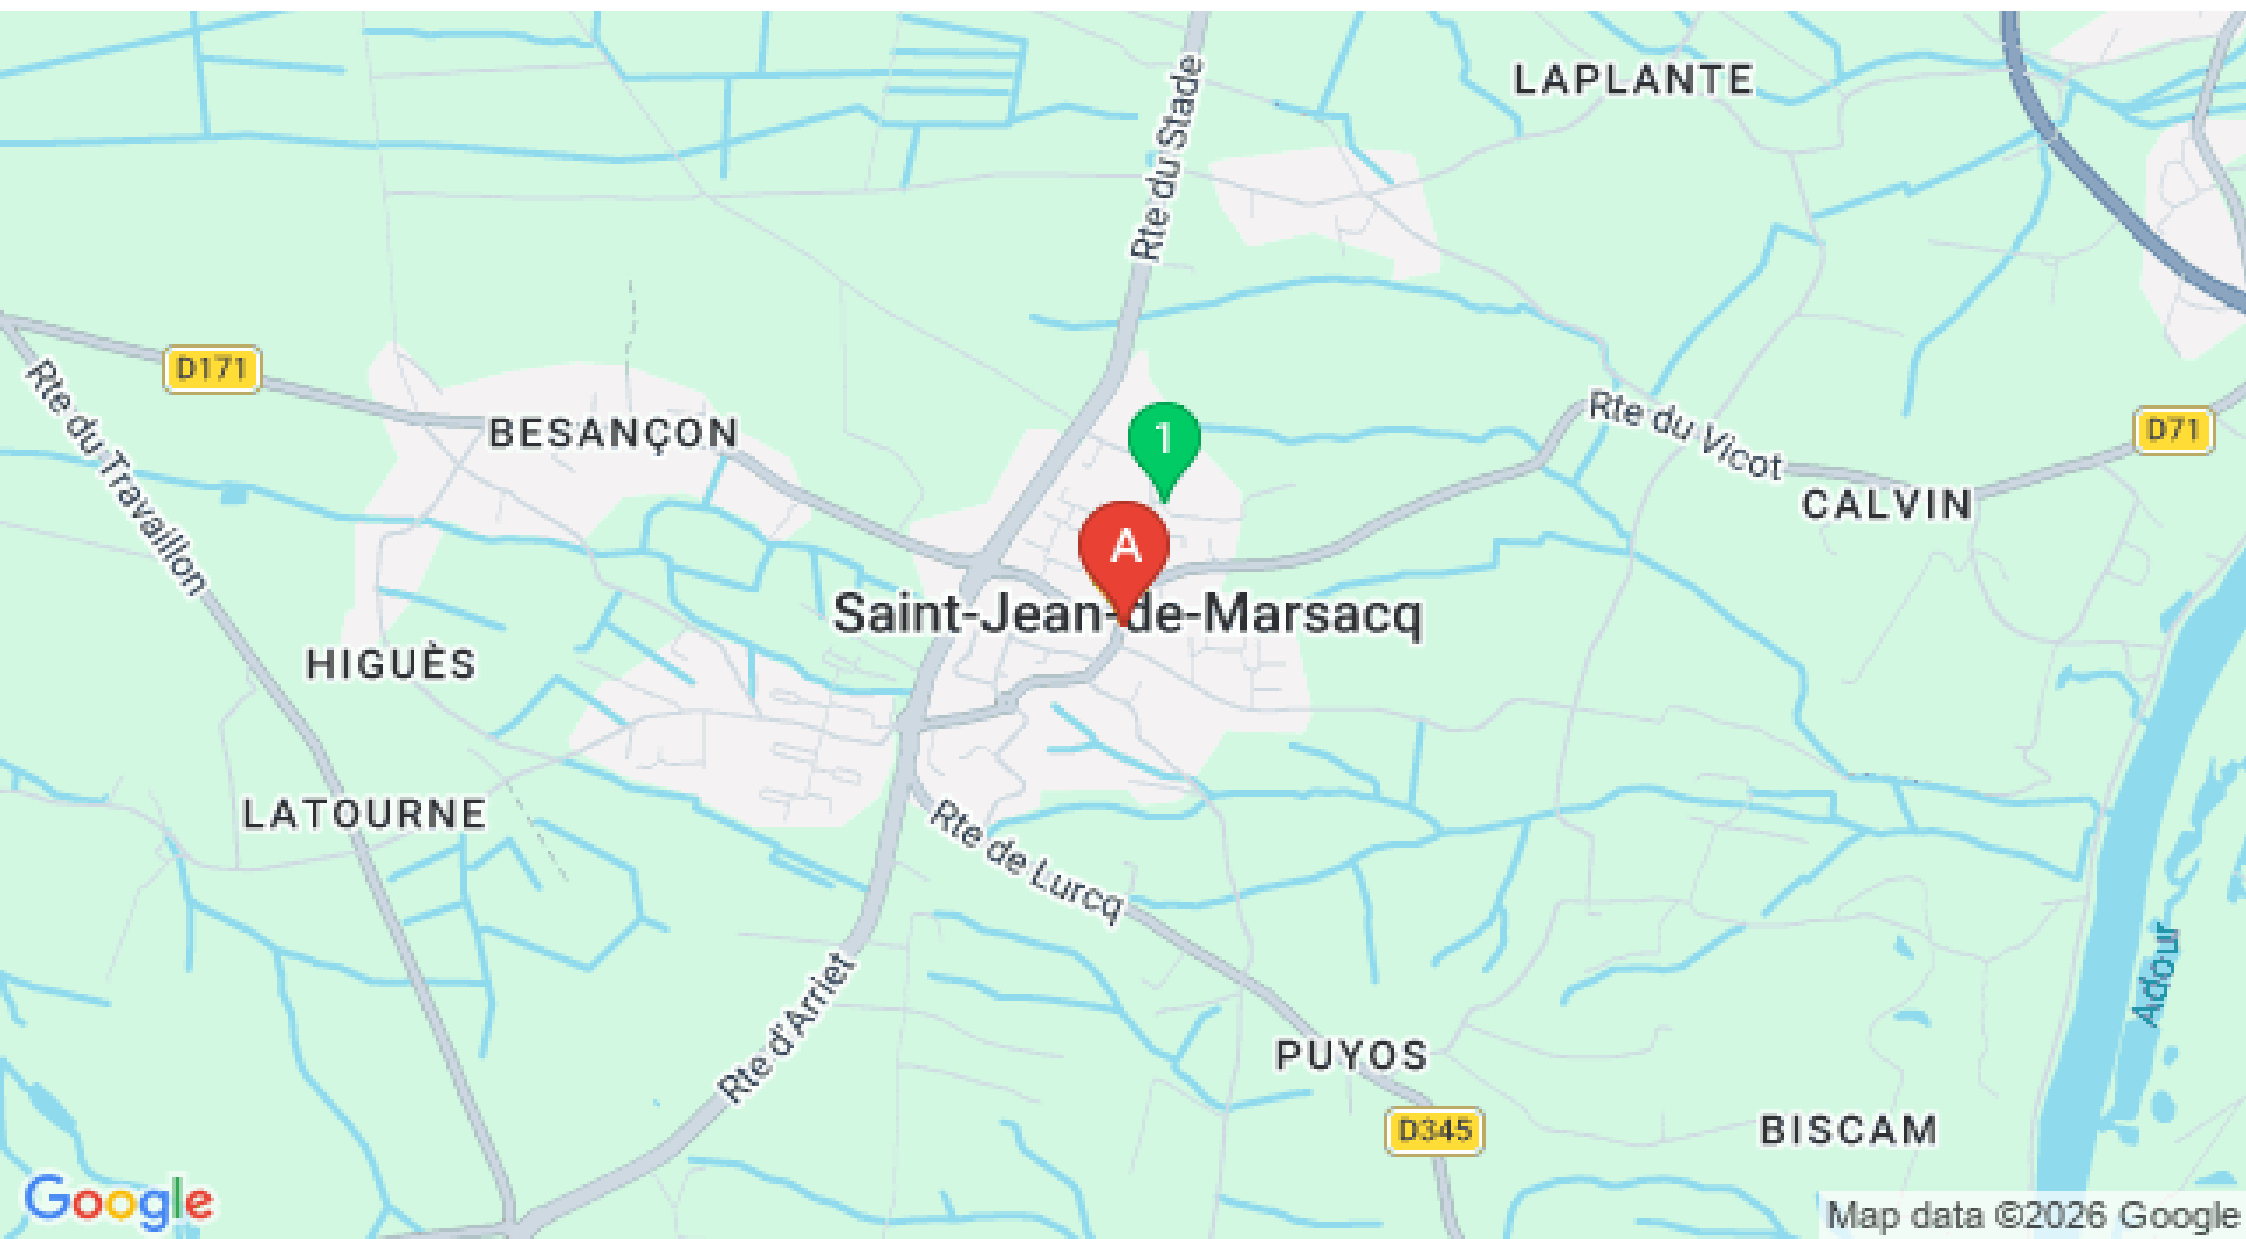 LAPLANTE
Rte du Stade
D171
Rte du Travaillon
BESANÇON
1
Rte du Vicot
D71
CALVIN
A
Saint-Jean-de-Marsacq
HIGUÈS
LATOURNE
Rte de Lurcq
Adour
Rte d'Arriet
PUYOS
D345
BISCAM
Google
Map data ©2026 Google